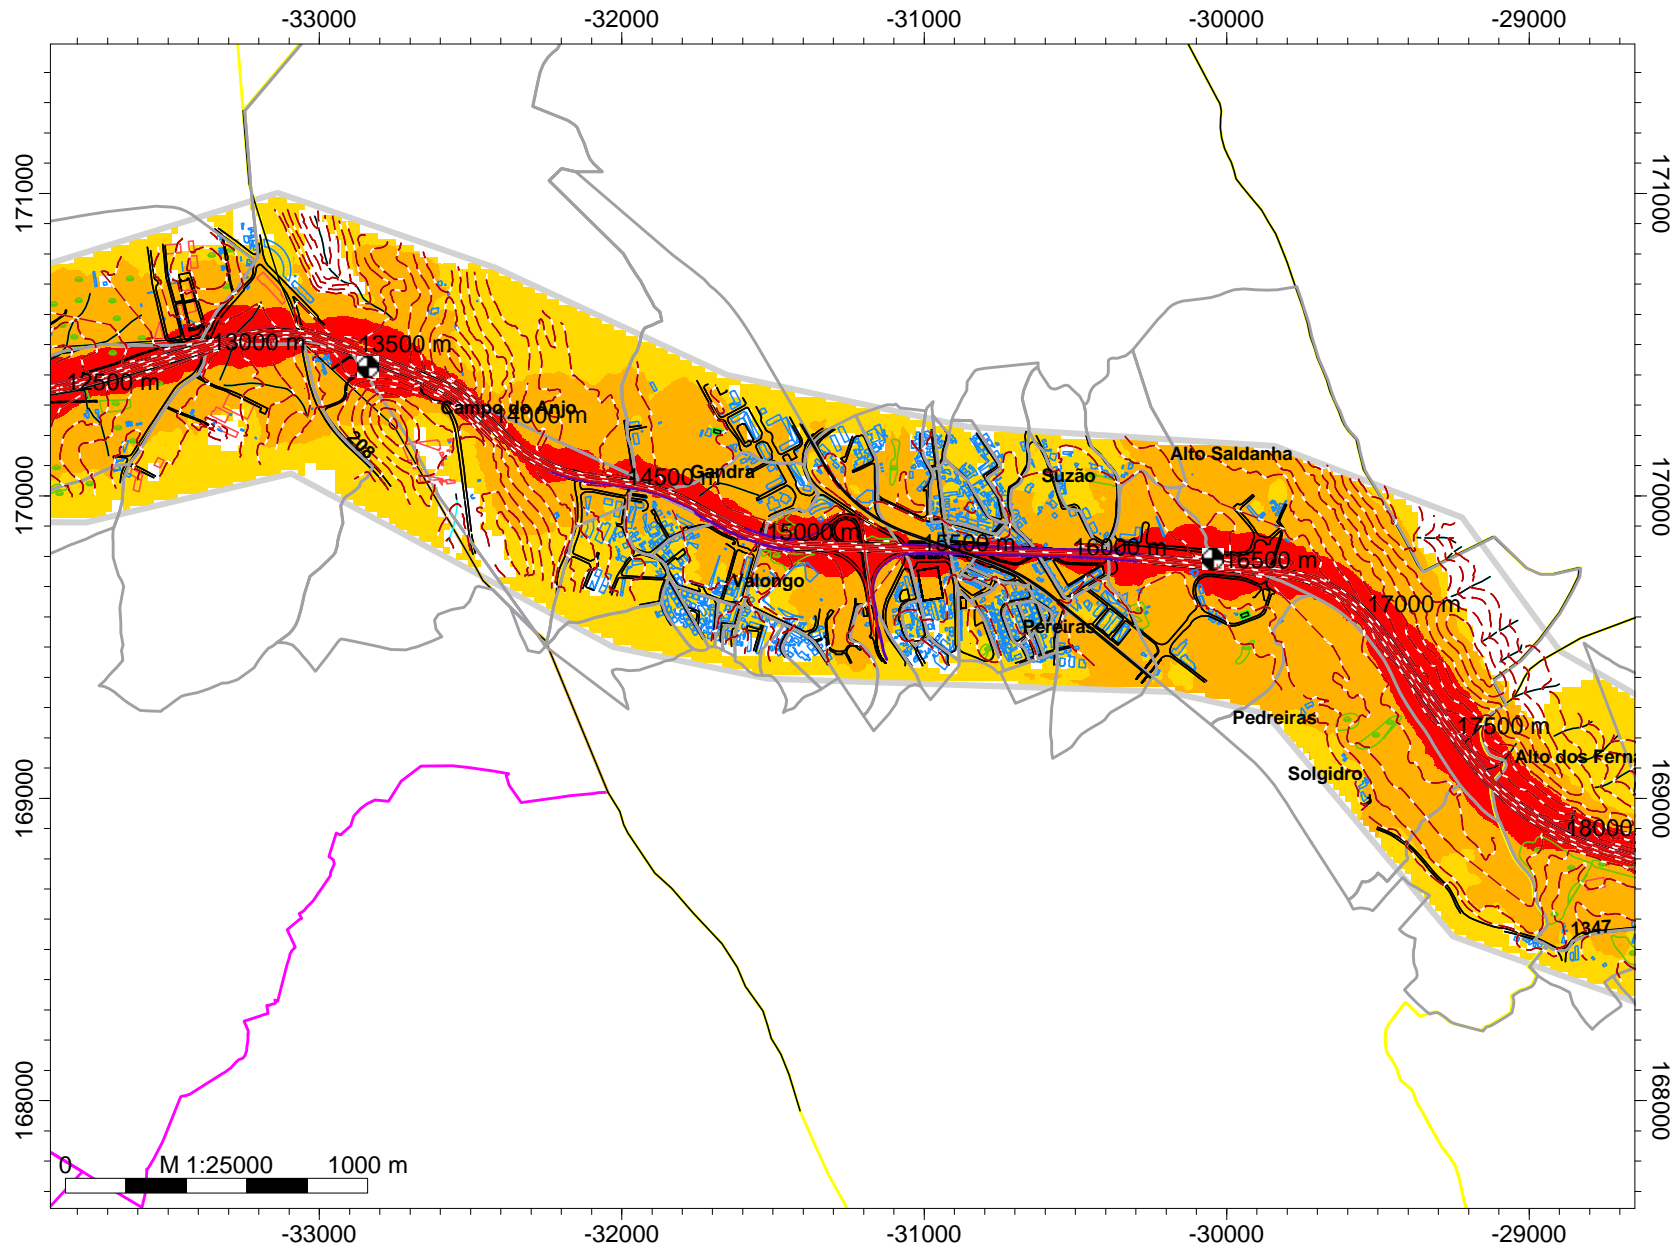 -33000
-32000
-31000
-30000
-29000
171000
171000
13000 m
13500 m
12500 m
Campo do Anjo
14000 m
208
Alto Saldanha
14500 m
Gandra
Suzão
170000
170000
15000 m
15500 m
16000 m
16500 m
Valongo
17000 m
Pereiras
Pedreiras
17500 m
Alto dos Ferna
Solgidro
169000
169000
18000
1347
168000
168000
0
M 1:25000
1000 m
-33000
-32000
-31000
-30000
-29000